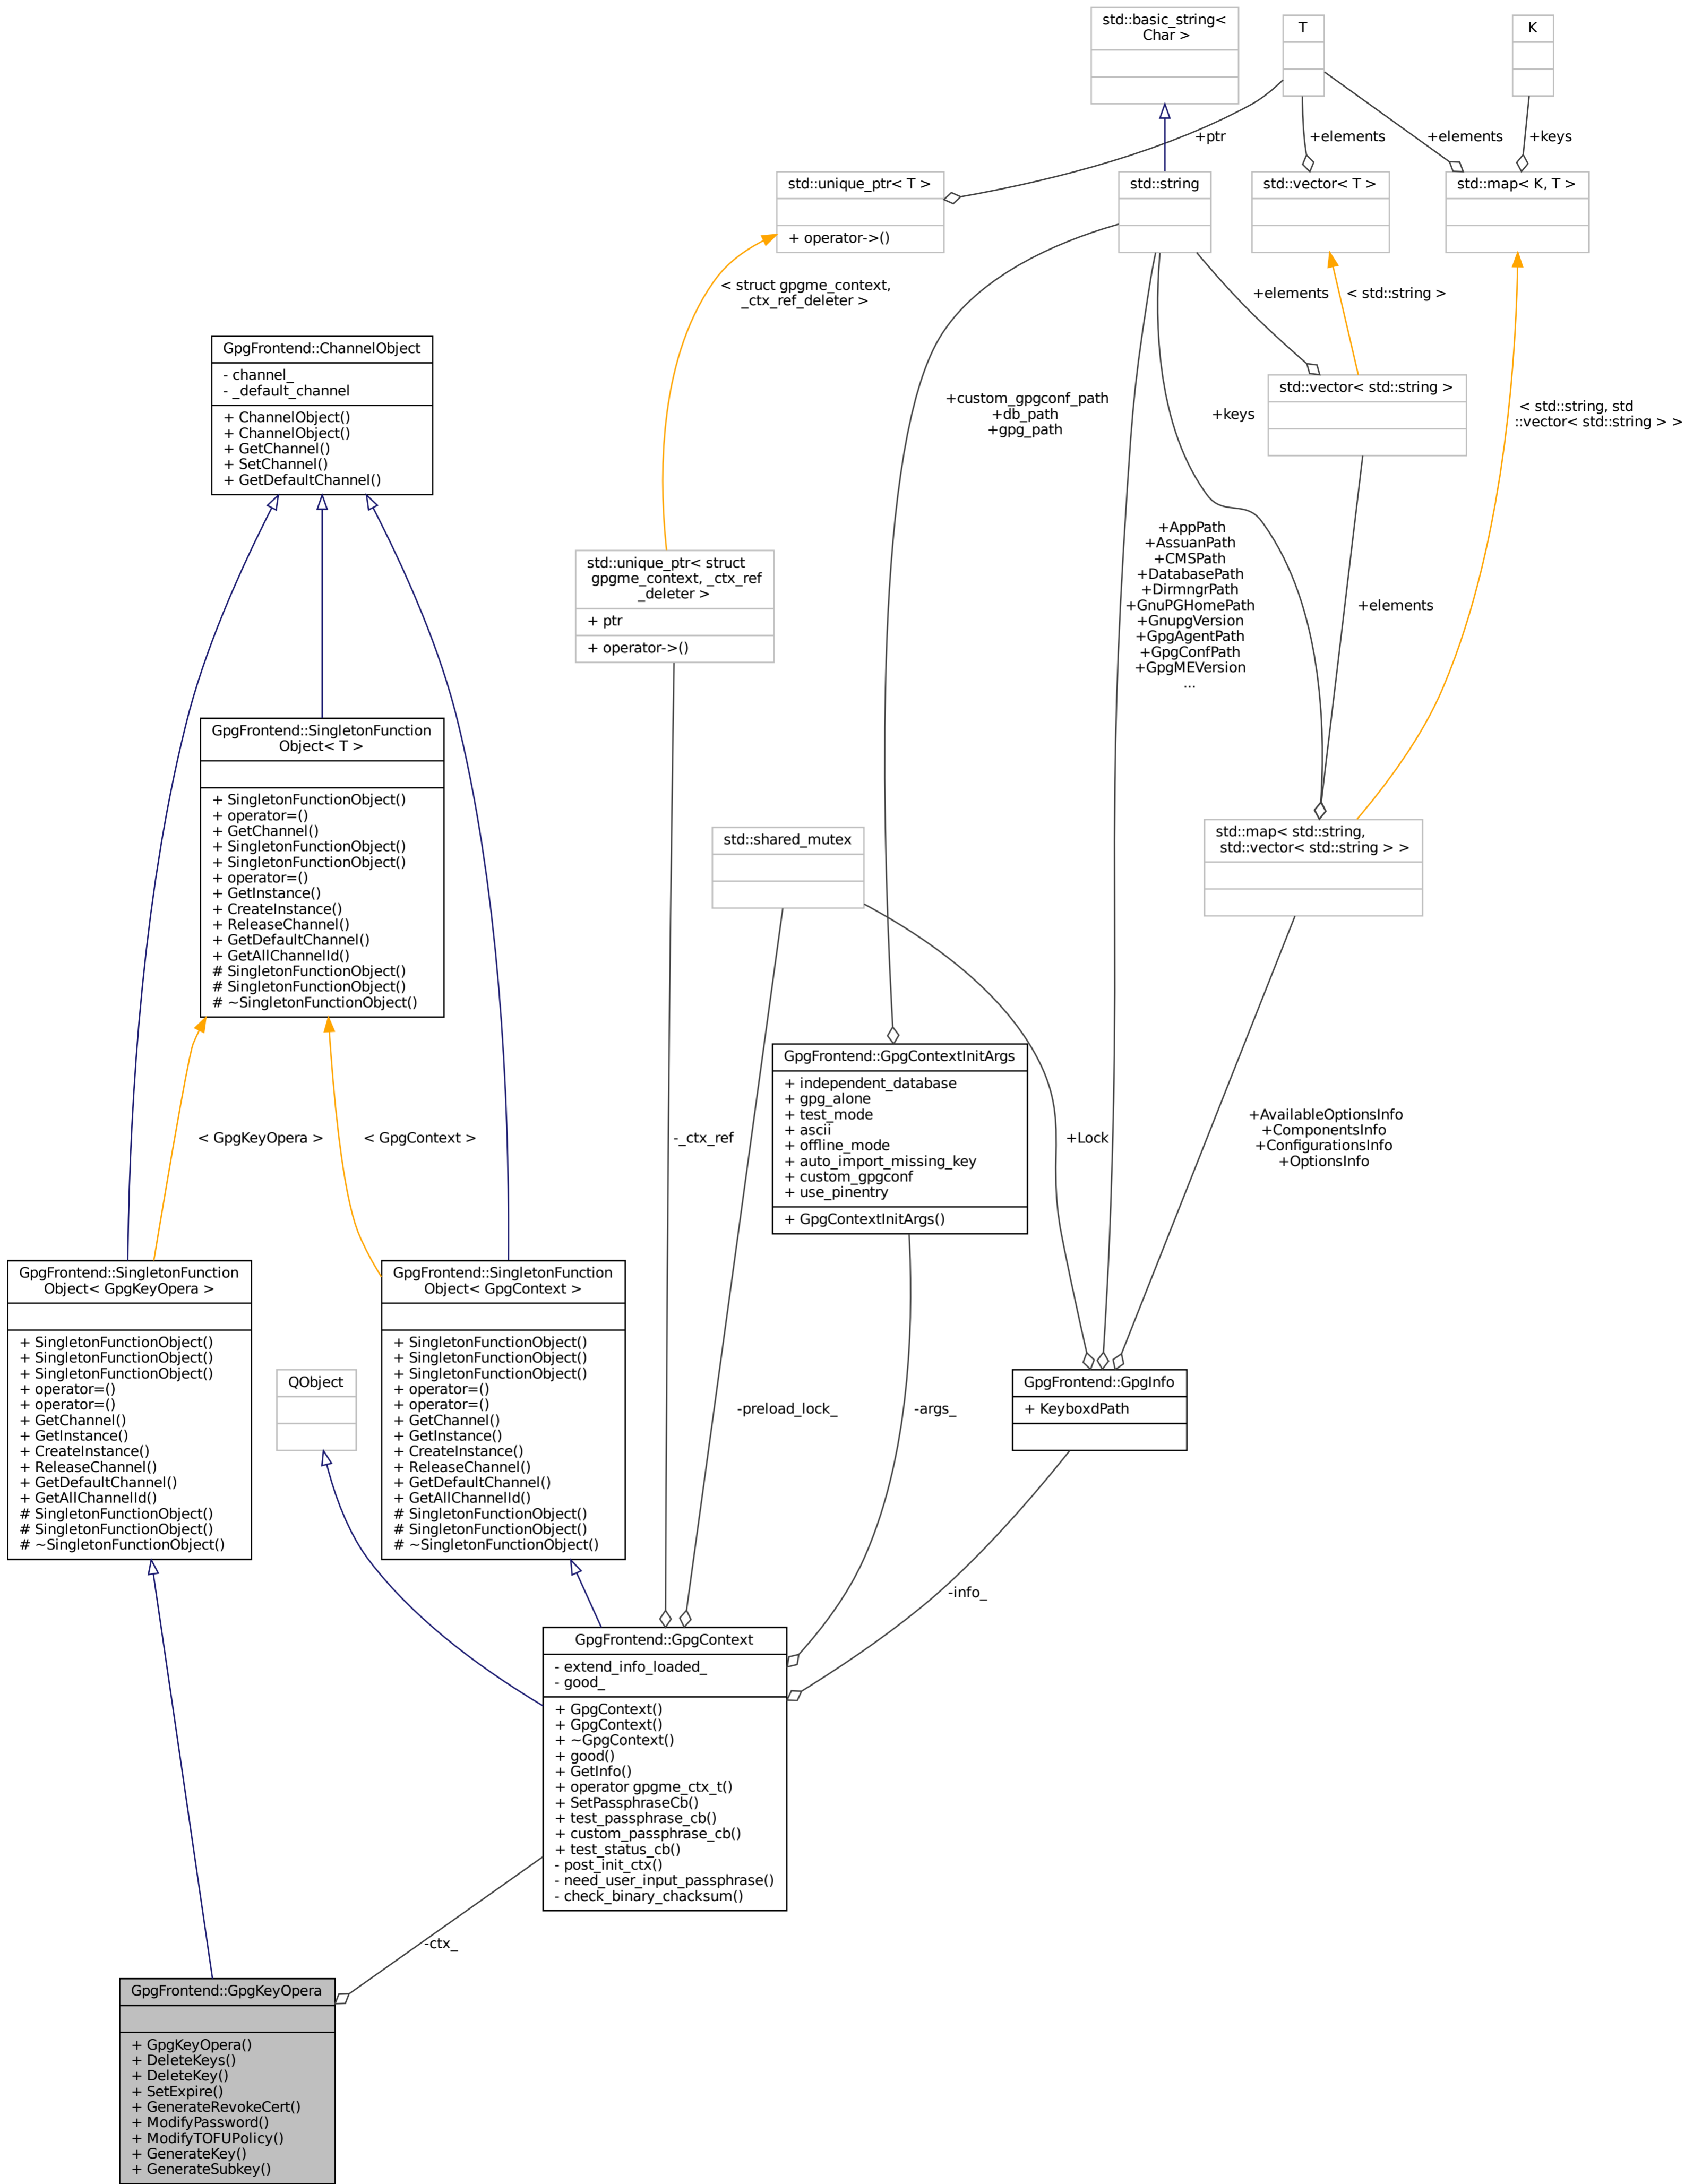 std::basic_string<
Char >
T
K
+ptr
+elements
+elements
+keys
std::unique_ptr< T >
+ operator->()
std::string
std::vector< T >
std::map< K, T >
< struct gpgme_context,
_ctx_ref_deleter >
+elements
< std::string >
GpgFrontend::ChannelObject
- channel_
- _default_channel
+ ChannelObject()
+ ChannelObject()
+ GetChannel()
+ SetChannel()
+ GetDefaultChannel()
+custom_gpgconf_path
+db_path
+gpg_path
+keys
std::vector< std::string >
< std::string, std
::vector< std::string > >
std::unique_ptr< struct
gpgme_context, _ctx_ref
_deleter >
+ ptr
+ operator->()
+AppPath
+AssuanPath
+CMSPath
+DatabasePath
+DirmngrPath
+GnuPGHomePath
+GnupgVersion
+GpgAgentPath
+GpgConfPath
+GpgMEVersion
...
+elements
GpgFrontend::SingletonFunction
Object< T >
+ SingletonFunctionObject()
+ operator=()
+ GetChannel()
+ SingletonFunctionObject()
+ SingletonFunctionObject()
+ operator=()
+ GetInstance()
+ CreateInstance()
+ ReleaseChannel()
+ GetDefaultChannel()
+ GetAllChannelId()
# SingletonFunctionObject()
# SingletonFunctionObject()
# ~SingletonFunctionObject()
std::shared_mutex
std::map< std::string,
std::vector< std::string > >
GpgFrontend::GpgContextInitArgs
+ independent_database
+ gpg_alone
+ test_mode
+ ascii
+ offline_mode
+ auto_import_missing_key
+ custom_gpgconf
+ use_pinentry
+ GpgContextInitArgs()
< GpgKeyOpera >
< GpgContext >
-_ctx_ref
+Lock
+AvailableOptionsInfo
+ComponentsInfo
+ConfigurationsInfo
+OptionsInfo
GpgFrontend::SingletonFunction
Object< GpgKeyOpera >
+ SingletonFunctionObject()
+ SingletonFunctionObject()
+ SingletonFunctionObject()
+ operator=()
+ operator=()
+ GetChannel()
+ GetInstance()
+ CreateInstance()
+ ReleaseChannel()
+ GetDefaultChannel()
+ GetAllChannelId()
# SingletonFunctionObject()
# SingletonFunctionObject()
# ~SingletonFunctionObject()
QObject
GpgFrontend::SingletonFunction
Object< GpgContext >
+ SingletonFunctionObject()
+ SingletonFunctionObject()
+ SingletonFunctionObject()
+ operator=()
+ operator=()
+ GetChannel()
+ GetInstance()
+ CreateInstance()
+ ReleaseChannel()
+ GetDefaultChannel()
+ GetAllChannelId()
# SingletonFunctionObject()
# SingletonFunctionObject()
# ~SingletonFunctionObject()
-preload_lock_
-args_
GpgFrontend::GpgInfo
+ KeyboxdPath
-info_
GpgFrontend::GpgContext
- extend_info_loaded_
- good_
+ GpgContext()
+ GpgContext()
+ ~GpgContext()
+ good()
+ GetInfo()
+ operator gpgme_ctx_t()
+ SetPassphraseCb()
+ test_passphrase_cb()
+ custom_passphrase_cb()
+ test_status_cb()
- post_init_ctx()
- need_user_input_passphrase()
- check_binary_chacksum()
-ctx_
GpgFrontend::GpgKeyOpera
+ GpgKeyOpera()
+ DeleteKeys()
+ DeleteKey()
+ SetExpire()
+ GenerateRevokeCert()
+ ModifyPassword()
+ ModifyTOFUPolicy()
+ GenerateKey()
+ GenerateSubkey()